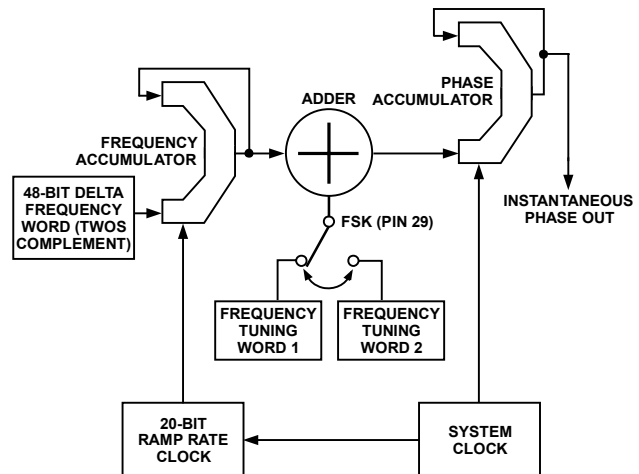 PHASE
ACCUMULATOR
ADDER
FREQUENCY
ACCUMULATOR
48-BIT DELTA
FREQUENCY
WORD (TWOS
COMPLEMENT)
INSTANTANEOUS
PHASE OUT
FSK (PIN 29)
FREQUENCY
TUNING
WORD 1
FREQUENCY
TUNING
WORD 2
20-BIT
RAMP RATE
CLOCK
SYSTEM
CLOCK